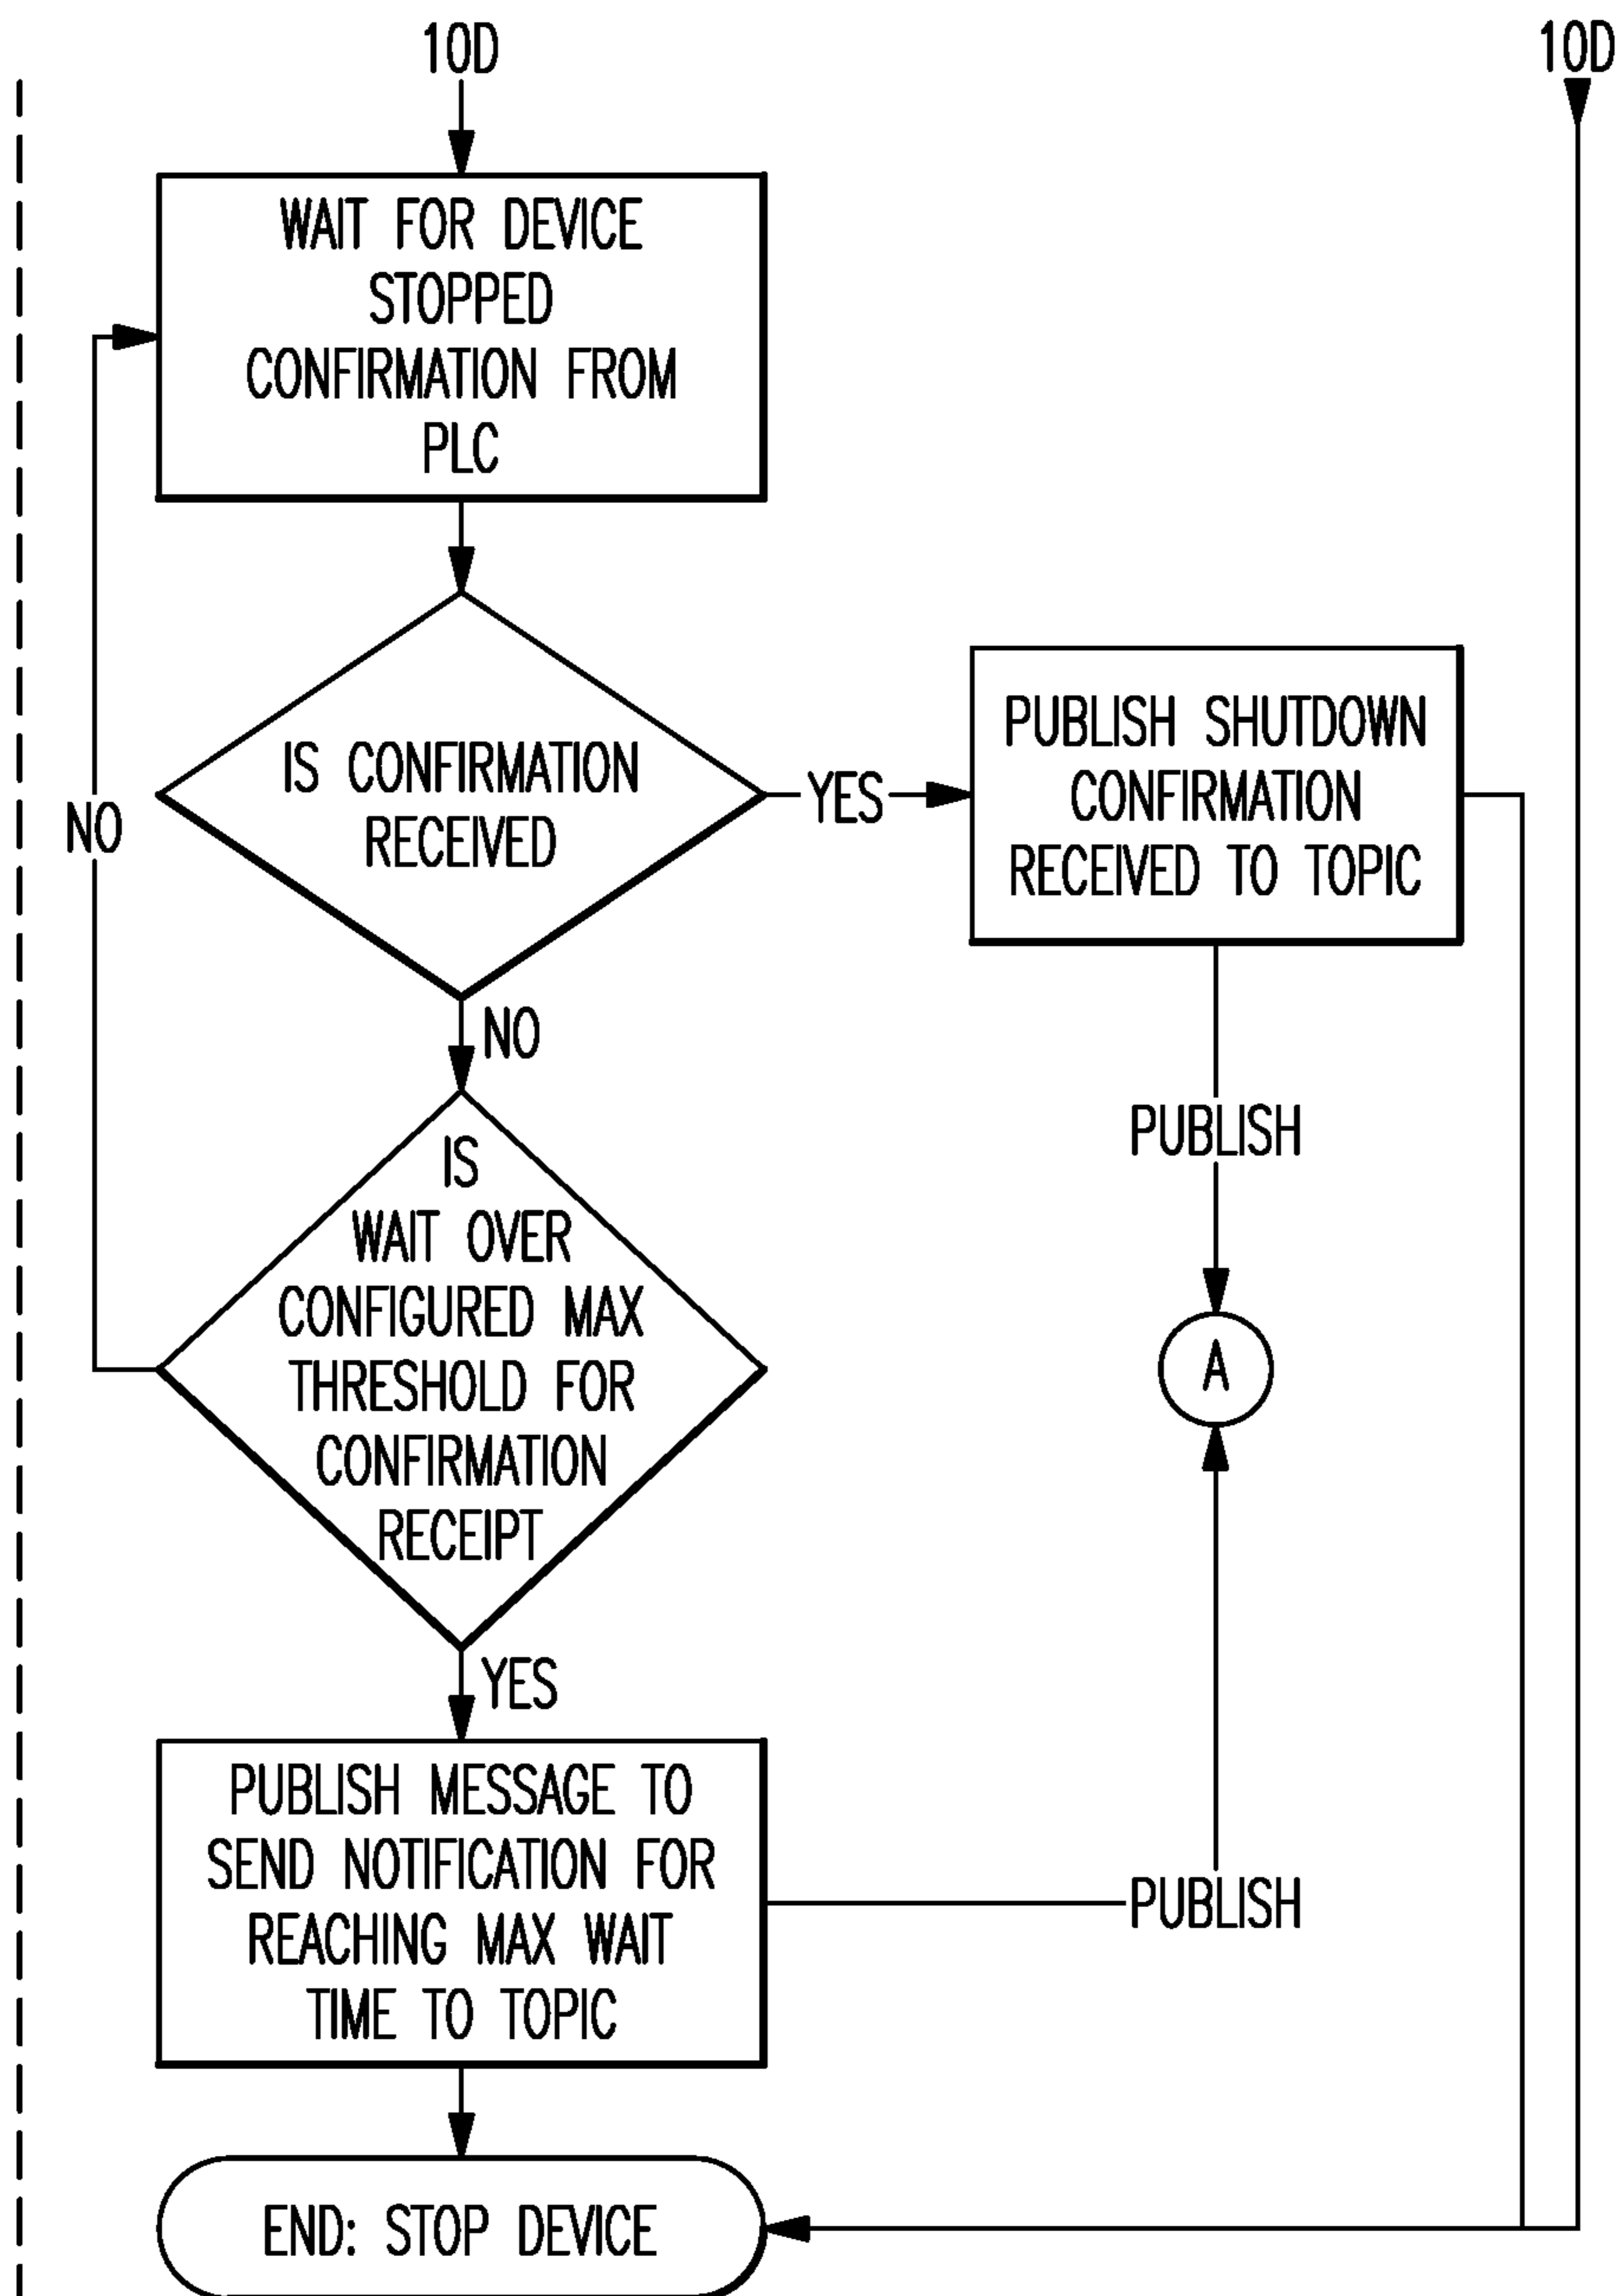 10D
10D
WAIT FOR DEVICE
STOPPED
CONFIRMATION FROM
PLC
IS CONFIRMATION
RECEIVED
YES
PUBLISH SHUTDOWN
CONFIRMATION
RECEIVED TO TOPIC
NO
NO
PUBLISH
IS
WAIT OVER
CONFIGURED MAX
THRESHOLD FOR
CONFIRMATION
RECEIPT
A
YES
PUBLISH MESSAGE TO
SEND NOTIFICATION FOR
REACHING MAX WAIT
TIME TO TOPIC
PUBLISH
END: STOP DEVICE